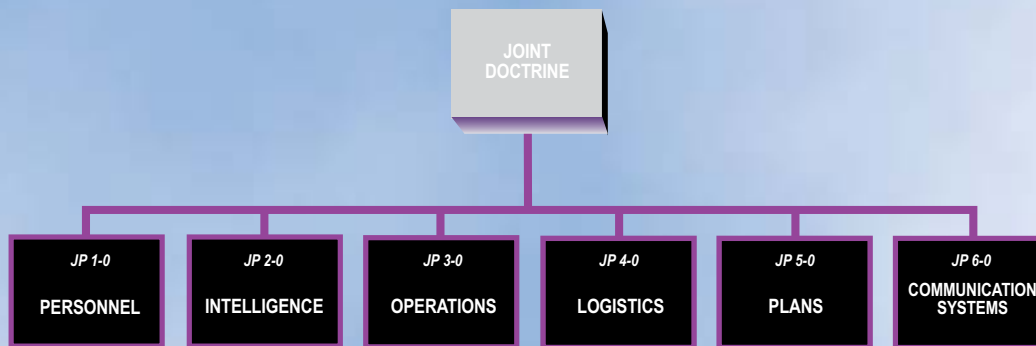 JOINT
DOCTRINE
JP 1-0
PERSONNEL
JP 2-0
INTELLIGENCE
JP 3-0
OPERATIONS
JP 4-0
LOGISTICS
JP 5-0
PLANS
JP 6-0
COMMUNICATION
SYSTEMS